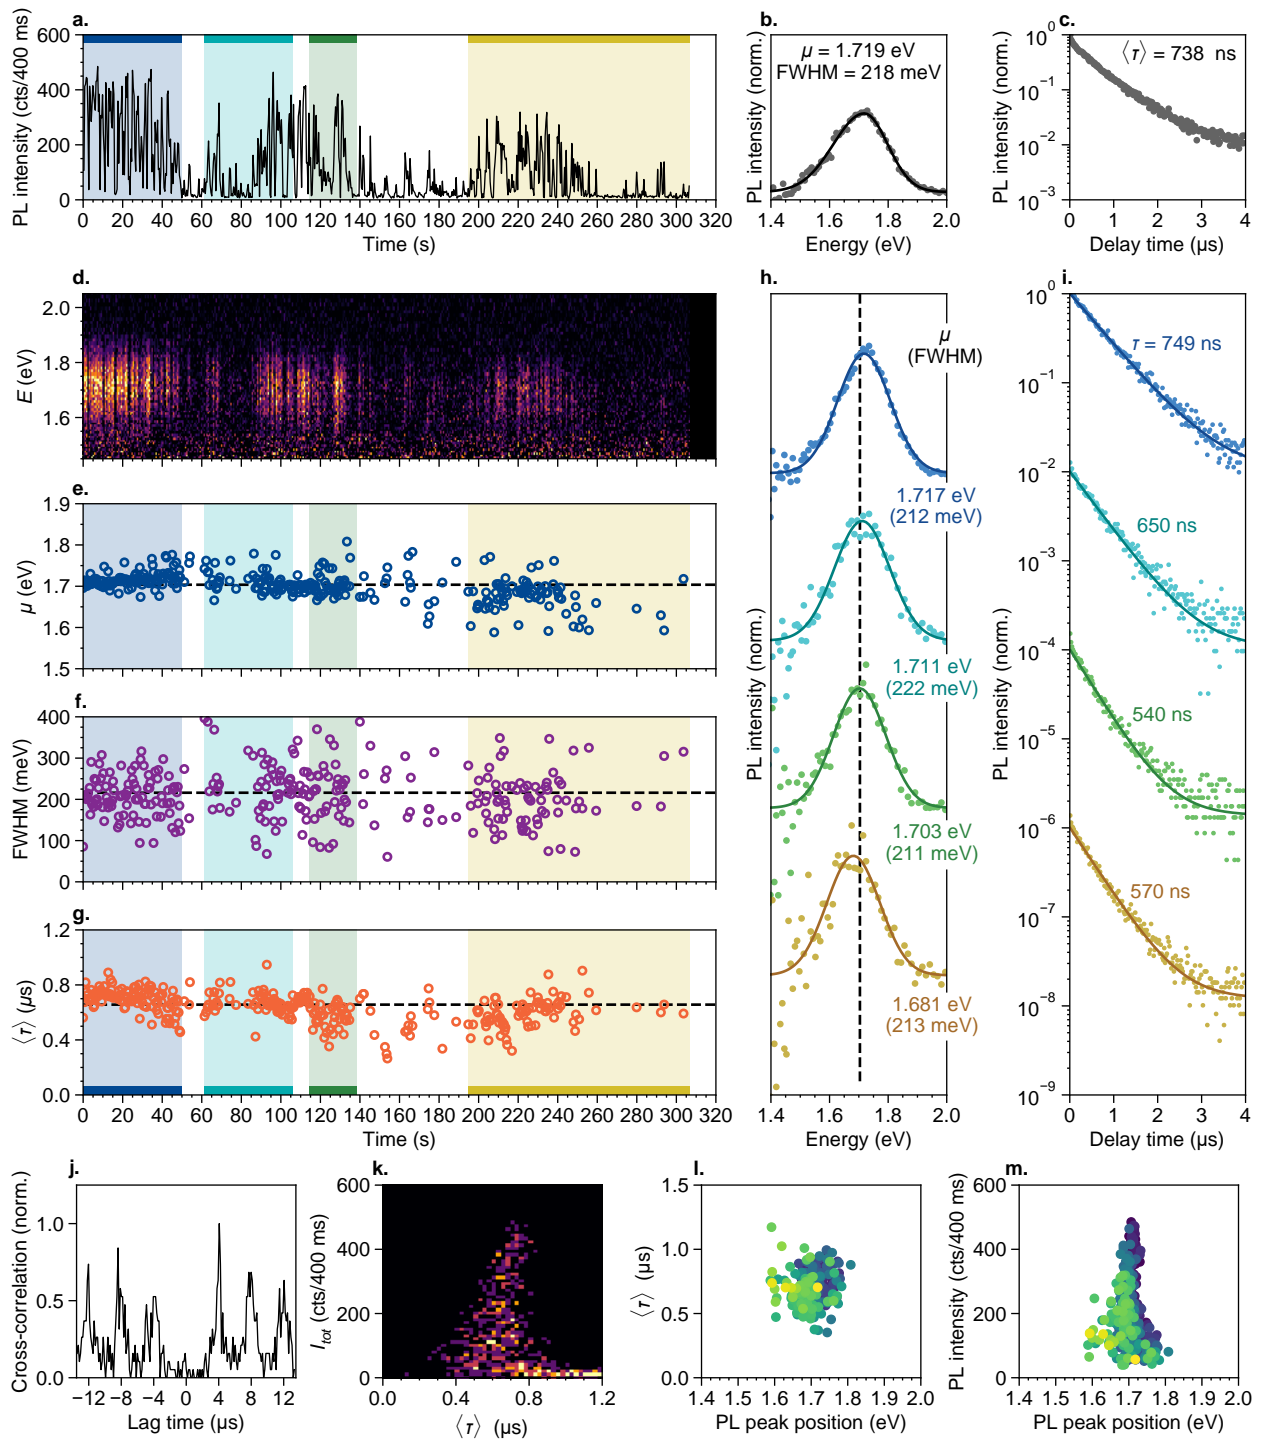 a.
PL intensity (cts/400 ms)
600
400
200
0
0 20 40 60 80 100 120 140 160 180 200 220 240 260 280 300 320
Time (s)
b.
PL intensity (norm.)
μ = 1.719 eV
FWHM = 218 meV
1.4 1.6 1.8 2.0
Energy (eV)
c.
PL intensity (norm.)
⟨τ⟩ = 738 ns
10⁰
10⁻¹
10⁻²
10⁻³
0 1 2 3 4
Delay time (μs)
d.
E (eV)
2.0
1.8
1.6
e.
μ (eV)
1.9
1.8
1.7
1.6
1.5
f.
FWHM (meV)
400
300
200
100
0
g.
⟨τ⟩ (μs)
1.2
0.8
0.4
0.0
0 20 40 60 80 100 120 140 160 180 200 220 240 260 280 300 320
Time (s)
h.
PL intensity (norm.)
μ
(FWHM)
1.717 eV
(212 meV)
1.711 eV
(222 meV)
1.703 eV
(211 meV)
1.681 eV
(213 meV)
1.4 1.6 1.8 2.0
Energy (eV)
i.
PL intensity (norm.)
10⁰
10⁻¹
10⁻²
10⁻³
10⁻⁴
10⁻⁵
10⁻⁶
10⁻⁷
10⁻⁸
10⁻⁹
τ = 749 ns
650 ns
540 ns
570 ns
0 1 2 3 4
Delay time (μs)
j.
Cross-correlation (norm.)
1.0
0.5
0.0
−12 −8 −4 0 4 8 12
Lag time (μs)
k.
Itot (cts/400 ms)
600
400
200
0
0.0 0.4 0.8 1.2
⟨τ⟩ (μs)
l.
⟨τ⟩ (μs)
1.5
1.0
0.5
0.0
1.4 1.5 1.6 1.7 1.8 1.9 2.0
PL peak position (eV)
m.
PL intensity (cts/400 ms)
600
400
200
0
1.4 1.5 1.6 1.7 1.8 1.9 2.0
PL peak position (eV)